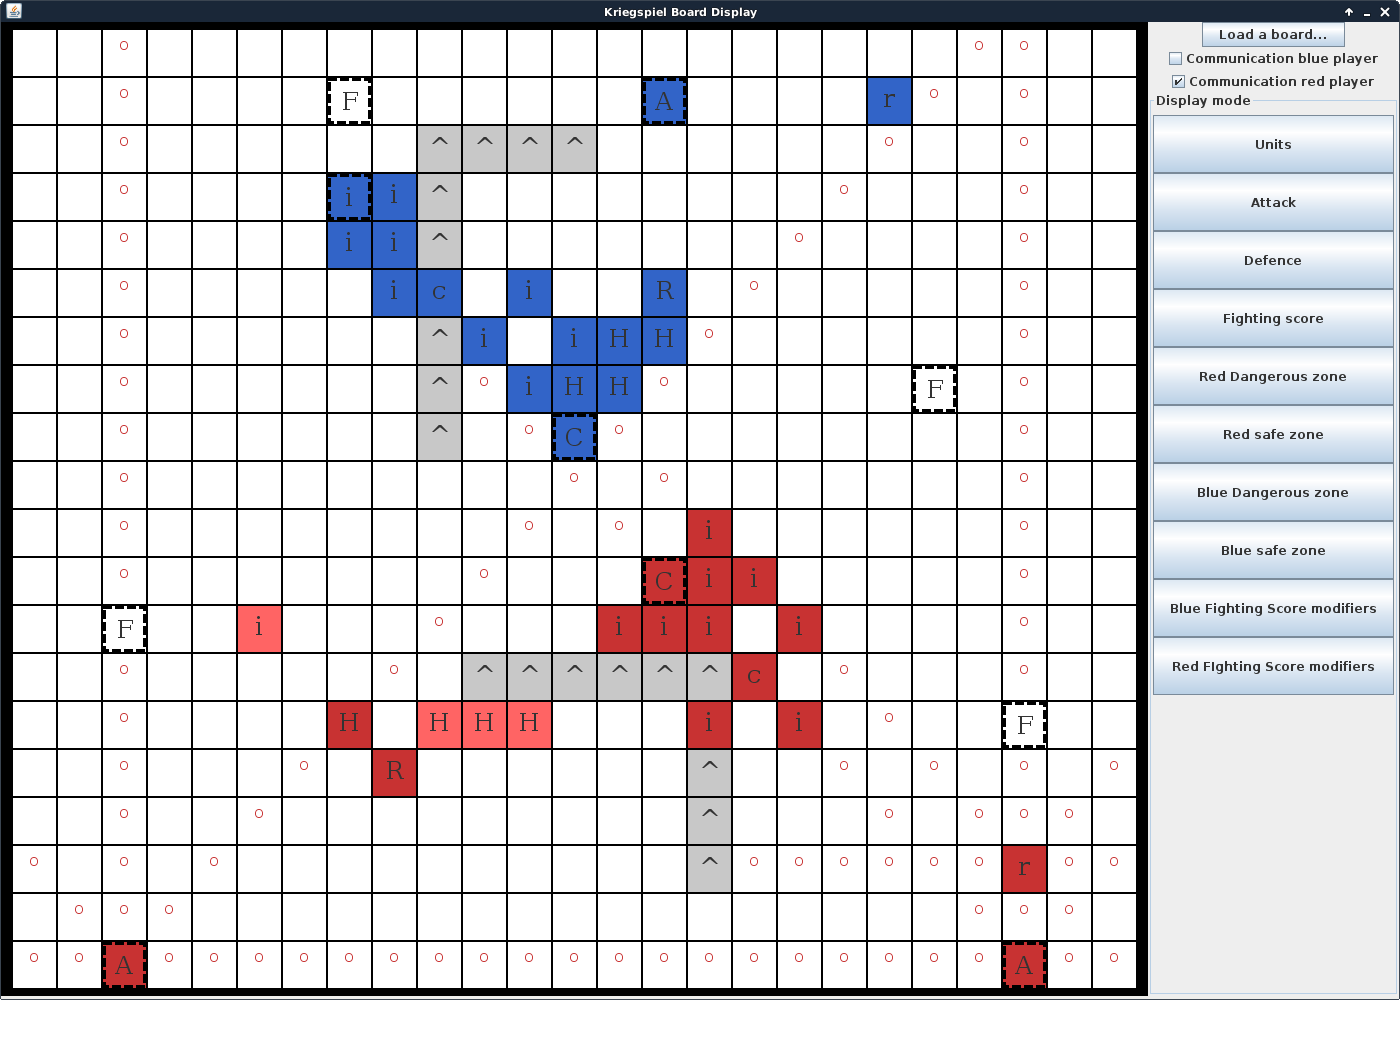 Kriegspiel Board Display
o o o
F A r o o
o ^ ^ ^ ^ o o
o i i ^ o o
o i i ^ o o
o i c i R o o
o ^ i i H H o o
o ^ o i H H o F o
o ^ o C o o
o o o o
o o o i o
o o C i i o
F i o i i i i o
o o ^ ^ ^ ^ ^ ^ c o o
o H H H H i i o F
o o R ^ o o o o
o o ^ o o o o
o o o ^ o o o o o o r o o
o o o o o o
o o A o o o o o o o o o o o o o o o o o o o A o o
Load a board...
Communication blue player
Communication red player
Display mode
Units
Attack
Defence
Fighting score
Red Dangerous zone
Red safe zone
Blue Dangerous zone
Blue safe zone
Blue Fighting Score modifiers
Red FIghting Score modifiers